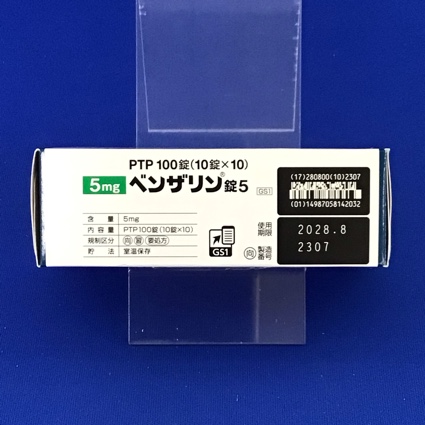 PTP 100錠(10錠×10)
5mg ベンザリン®錠5 GS1
(17)280800(10)2307
(01)14987058142032
含 量 5mg
内 容 量 PTP100錠(10錠×10)
規制区分 向 習 要処方
貯 法 室温保存
GS1
使用期限 2028.8
向 製造番号 2307